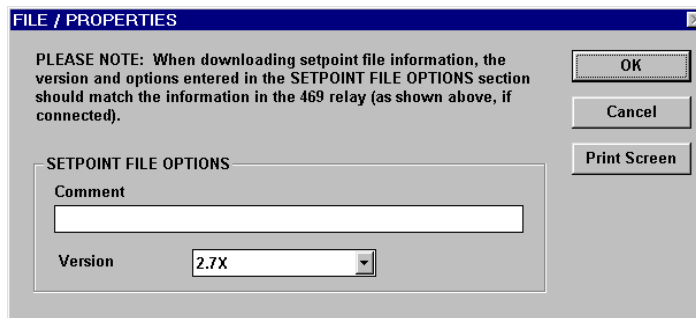 FILE / PROPERTIES
PLEASE NOTE:  When downloading setpoint file information, the
version and options entered in the SETPOINT FILE OPTIONS section
should match the information in the 469 relay (as shown above, if
connected).
OK
Cancel
Print Screen
SETPOINT FILE OPTIONS
Comment
Version
2.7X